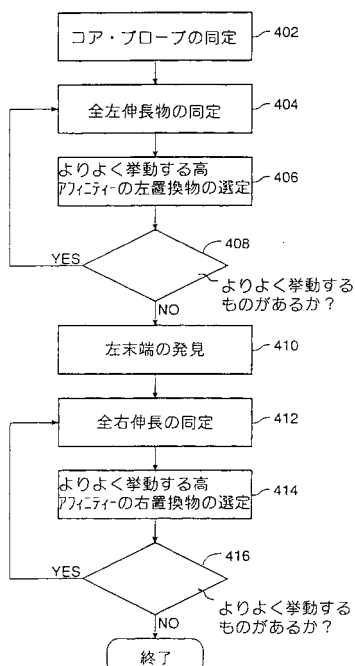 コア・プローブの同定
402
全左伸長物の同定
404
よりよく挙動する高
アフィニティーの左置換物の選定
406
408
YES
よりよく挙動する
ものがあるか?
NO
左末端の発見
410
全右伸長の同定
412
よりよく挙動する高
アフィニティーの右置換物の選定
414
416
YES
よりよく挙動する
ものがあるか?
NO
終了